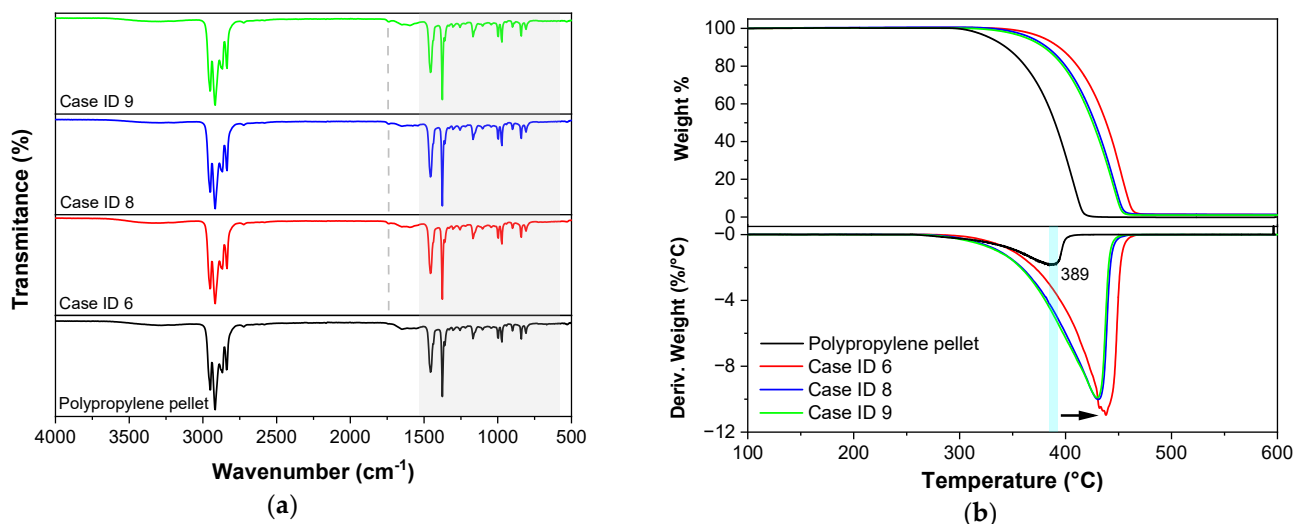 Transmitance (%)
Case ID 9
Case ID 8
Case ID 6
Polypropylene pellet
4000 3500 3000 2500 2000 1500 1000 500
Wavenumber (cm-1)
(a)
Weight %
100
80
60
40
20
0
Deriv. Weight (%/°C)
−0
−4
−8
−12
389
Polypropylene pellet
Case ID 6
Case ID 8
Case ID 9
100 200 300 400 500 600
Temperature (°C)
(b)